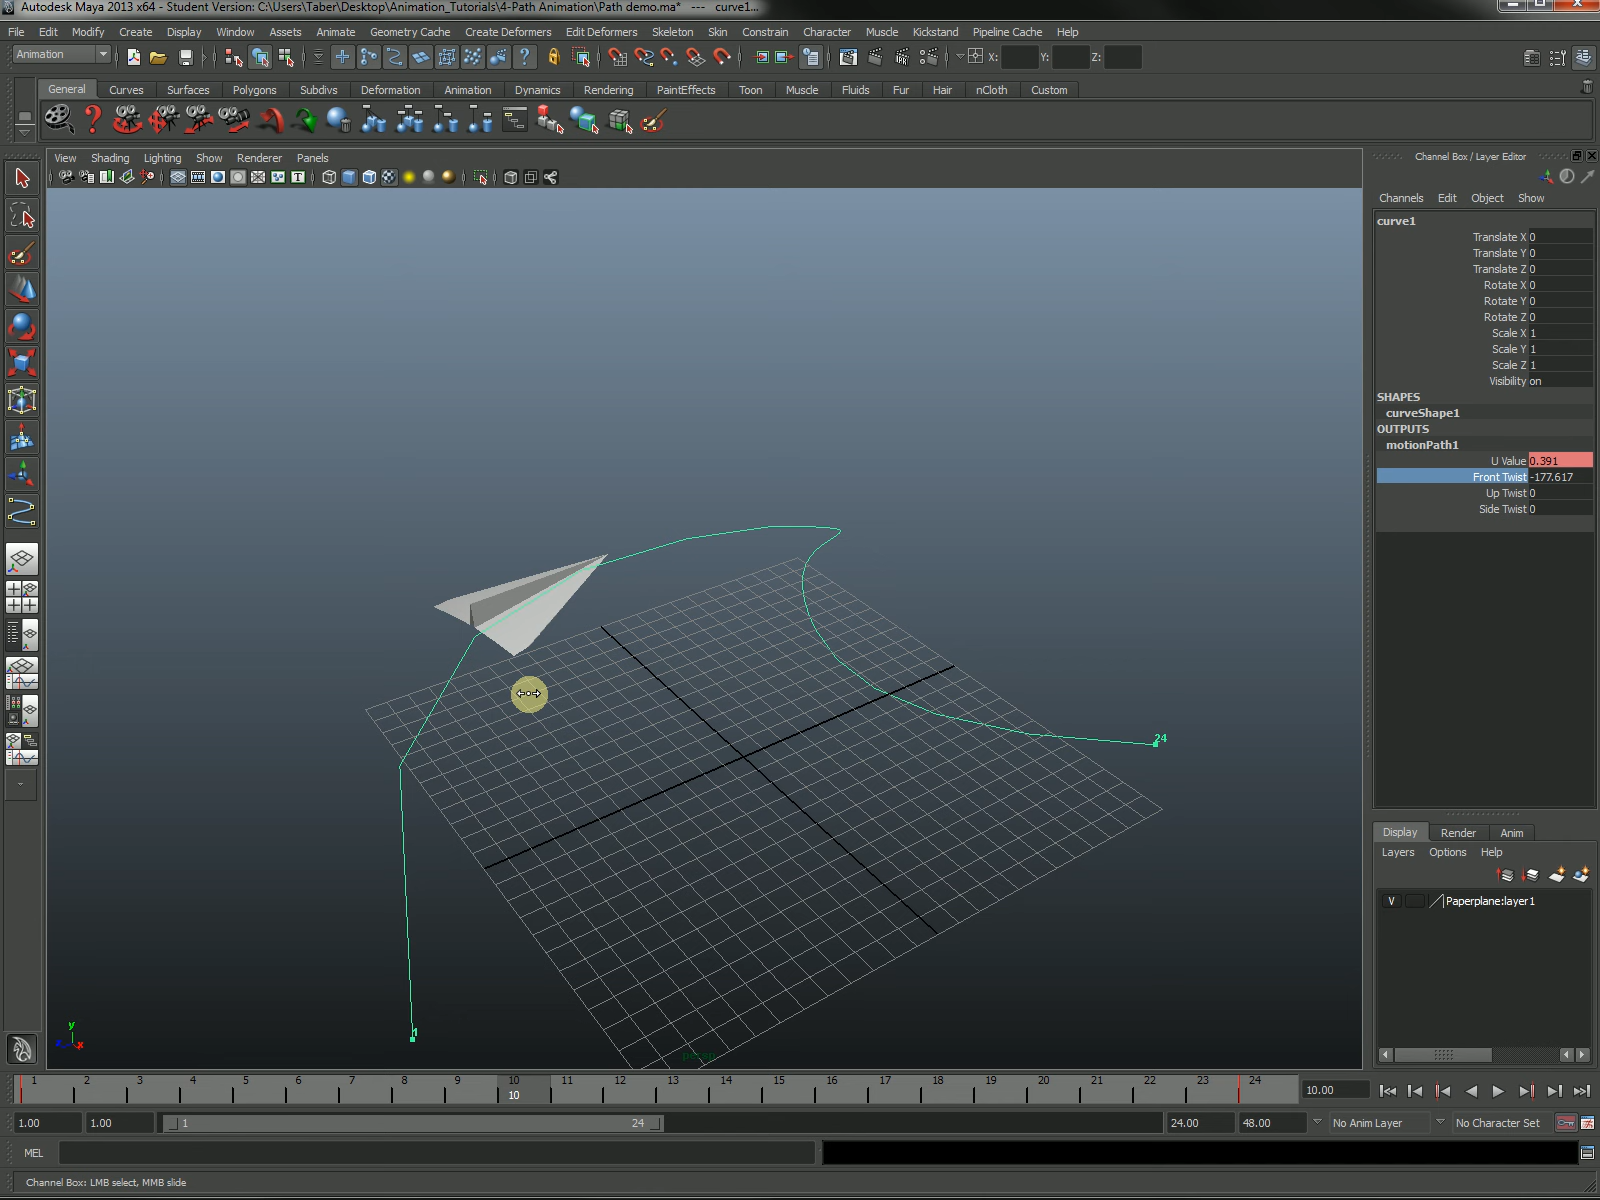 Autodesk Maya 2013 x64 - Student Version: C:\Users\Taber\Desktop\Animation_Tutorials\4-Path Animation\Path demo.ma* --- curve1...
File Edit Modify Create Display Window Assets Animate Geometry Cache Create Deformers Edit Deformers Skeleton Skin Constrain Character Muscle Kickstand Pipeline Cache Help
Animation X: Y: Z:
General Curves Surfaces Polygons Subdivs Deformation Animation Dynamics Rendering PaintEffects Toon Muscle Fluids Fur Hair nCloth Custom
View Shading Lighting Show Renderer Panels
Channel Box / Layer Editor
Channels Edit Object Show
curve1
Translate X 0
Translate Y 0
Translate Z 0
Rotate X 0
Rotate Y 0
Rotate Z 0
Scale X 1
Scale Y 1
Scale Z 1
Visibility on
SHAPES
curveShape1
OUTPUTS
motionPath1
U Value 0.391
Front Twist -177.617
Up Twist 0
Side Twist 0
24
1
y
x
persp
Display Render Anim
Layers Options Help
V Paperplane:layer1
1 2 3 4 5 6 7 8 9 10 11 12 13 14 15 16 17 18 19 20 21 22 23 24
10
10.00
1.00 1.00 1 24 24.00 48.00 No Anim Layer No Character Set
MEL
Channel Box: LMB select, MMB slide